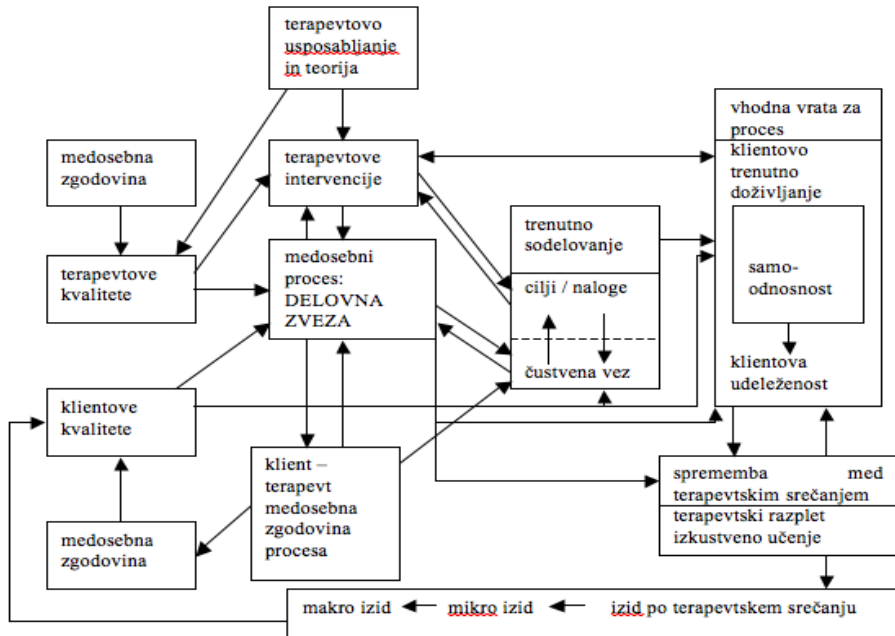 terapevtovo
usposabljanje
in teorija
medosebna
zgodovina
terapevtove
intervencije
vhodna vrata za
proces
klientovo
trenutno
doživljanje
samo-
odnosnost
klientova
udeleženost
terapevtove
kvalitete
medosebni
proces:
DELOVNA
ZVEZA
trenutno
sodelovanje
cilji / naloge
čustvena vez
klientove
kvalitete
klient –
terapevt
medosebna
zgodovina
procesa
medosebna
zgodovina
sprememba med
terapevtskim srečanjem
terapevtski razplet
izkustveno učenje
makro izid mikro izid izid po terapevtskem srečanju